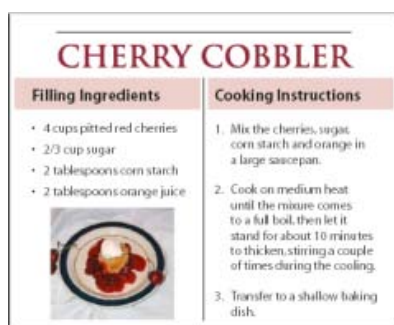 CHERRY COBBLER
Filling Ingredients
• 4 cups pitted red cherries
• 2/3 cup sugar
• 2 tablespoons corn starch
• 2 tablespoons orange juice
Cooking Instructions
1. Mix the cherries, sugar,
corn starch and orange in
a large saucepan.
2. Cook on medium heat
until the mixure comes
to a full boil, then let it
stand for about 10 minutes
to thicken, stirring a couple
of times during the cooling.
3. Transfer to a shallow baking
dish.